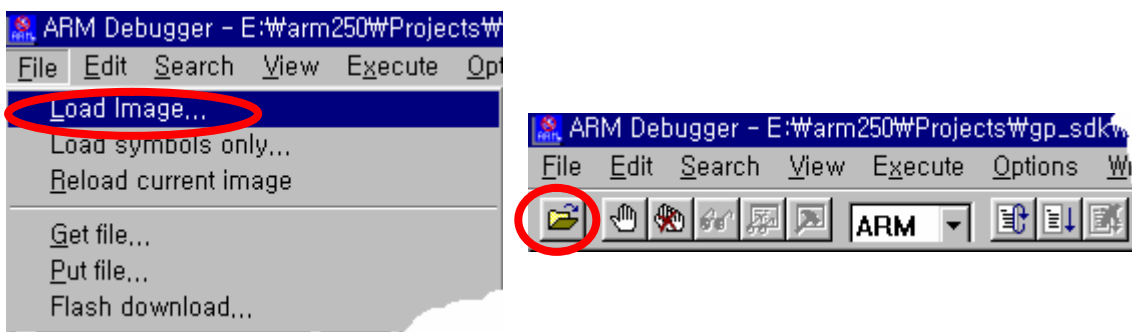 ARM Debugger - E:₩arm250₩Projects₩
File Edit Search View Execute Opt
Load Image...
Load symbols only...
Reload current image
Get file...
Put file...
Flash download...
ARM Debugger - E:₩arm250₩Projects₩gp_sdk₩
File Edit Search View Execute Options
ARM